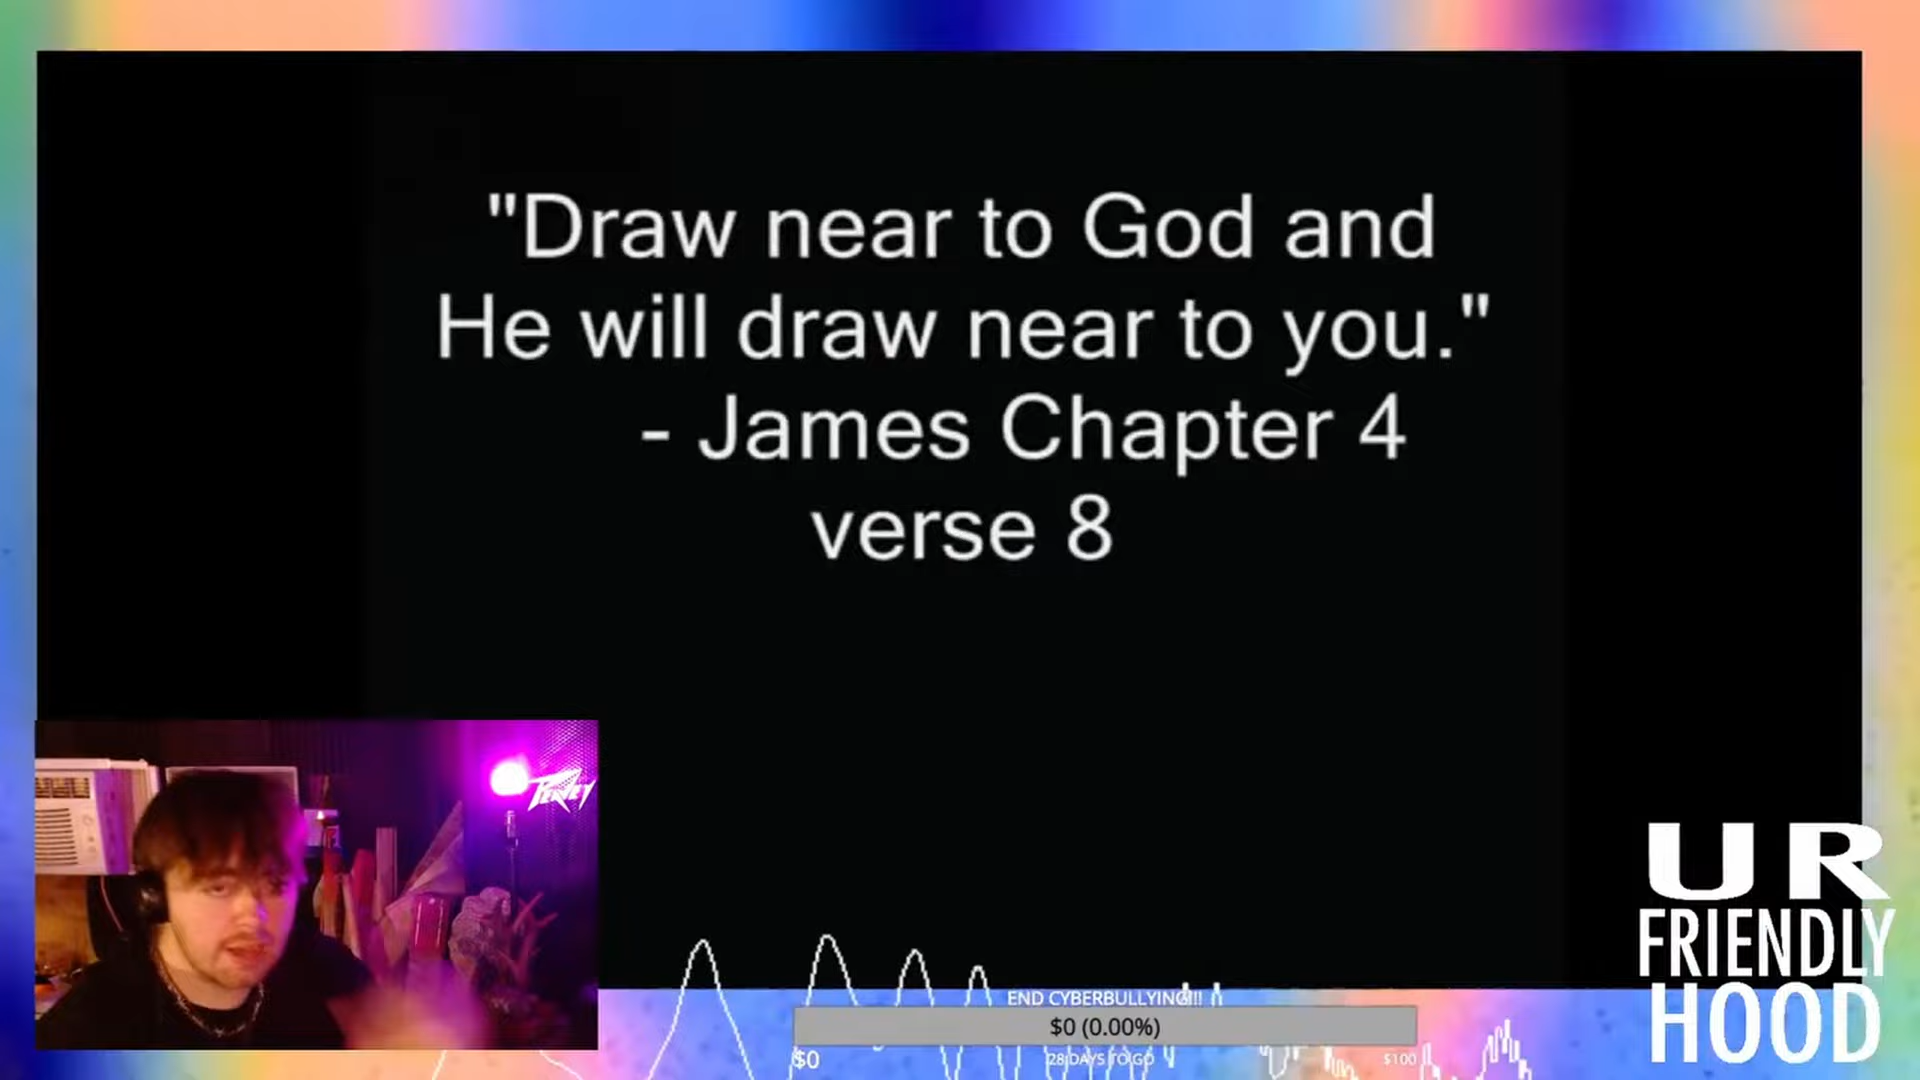 "Draw near to God and
He will draw near to you."
- James Chapter 4
verse 8
PEAVEY
UR
FRIENDLY
HOOD
END CYBERBULLYING!!!
$0 (0.00%)
$0
28 DAYS TO GO
$100